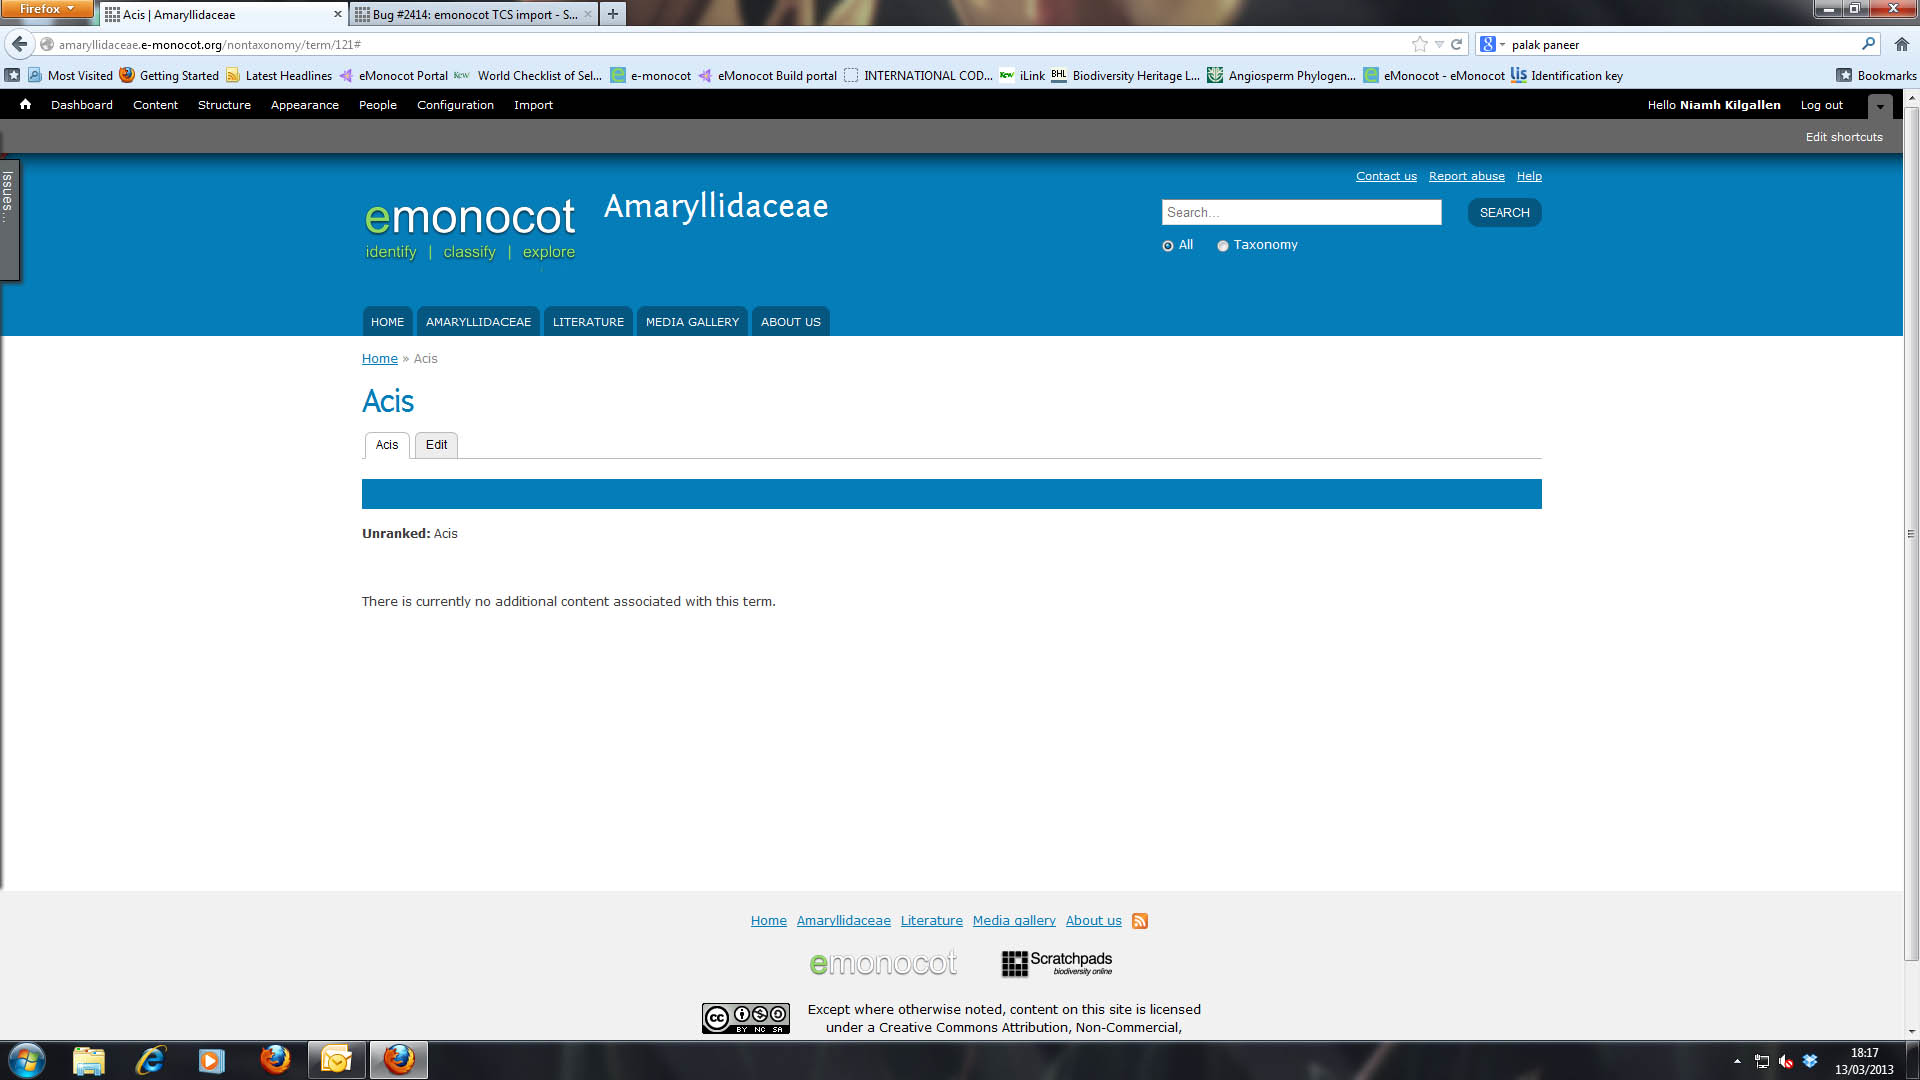 Firefox
Acis | Amaryllidaceae
Bug #2414: emonocot TCS import - S...
amaryllidaceae.e-monocot.org/nontaxonomy/term/121#
palak paneer
Most Visited
Getting Started
Latest Headlines
eMonocot Portal
Kew World Checklist of Sel...
e-monocot
eMonocot Build portal
INTERNATIONAL COD...
Kew iLink
BHL Biodiversity Heritage L...
Angiosperm Phylogen...
eMonocot - eMonocot
lis Identification key
Bookmarks
Dashboard Content Structure Appearance People Configuration Import
Hello Niamh Kilgallen Log out
Edit shortcuts
Issues...
Contact us Report abuse Help
emonocot
identify | classify | explore
Amaryllidaceae
Search...
SEARCH
All Taxonomy
HOME AMARYLLIDACEAE LITERATURE MEDIA GALLERY ABOUT US
Home » Acis
Acis
Acis Edit
Unranked: Acis
There is currently no additional content associated with this term.
Home Amaryllidaceae Literature Media gallery About us
emonocot
Scratchpads
biodiversity online
cc BY NC SA
Except where otherwise noted, content on this site is licensed
under a Creative Commons Attribution, Non-Commercial,
18:17
13/03/2013